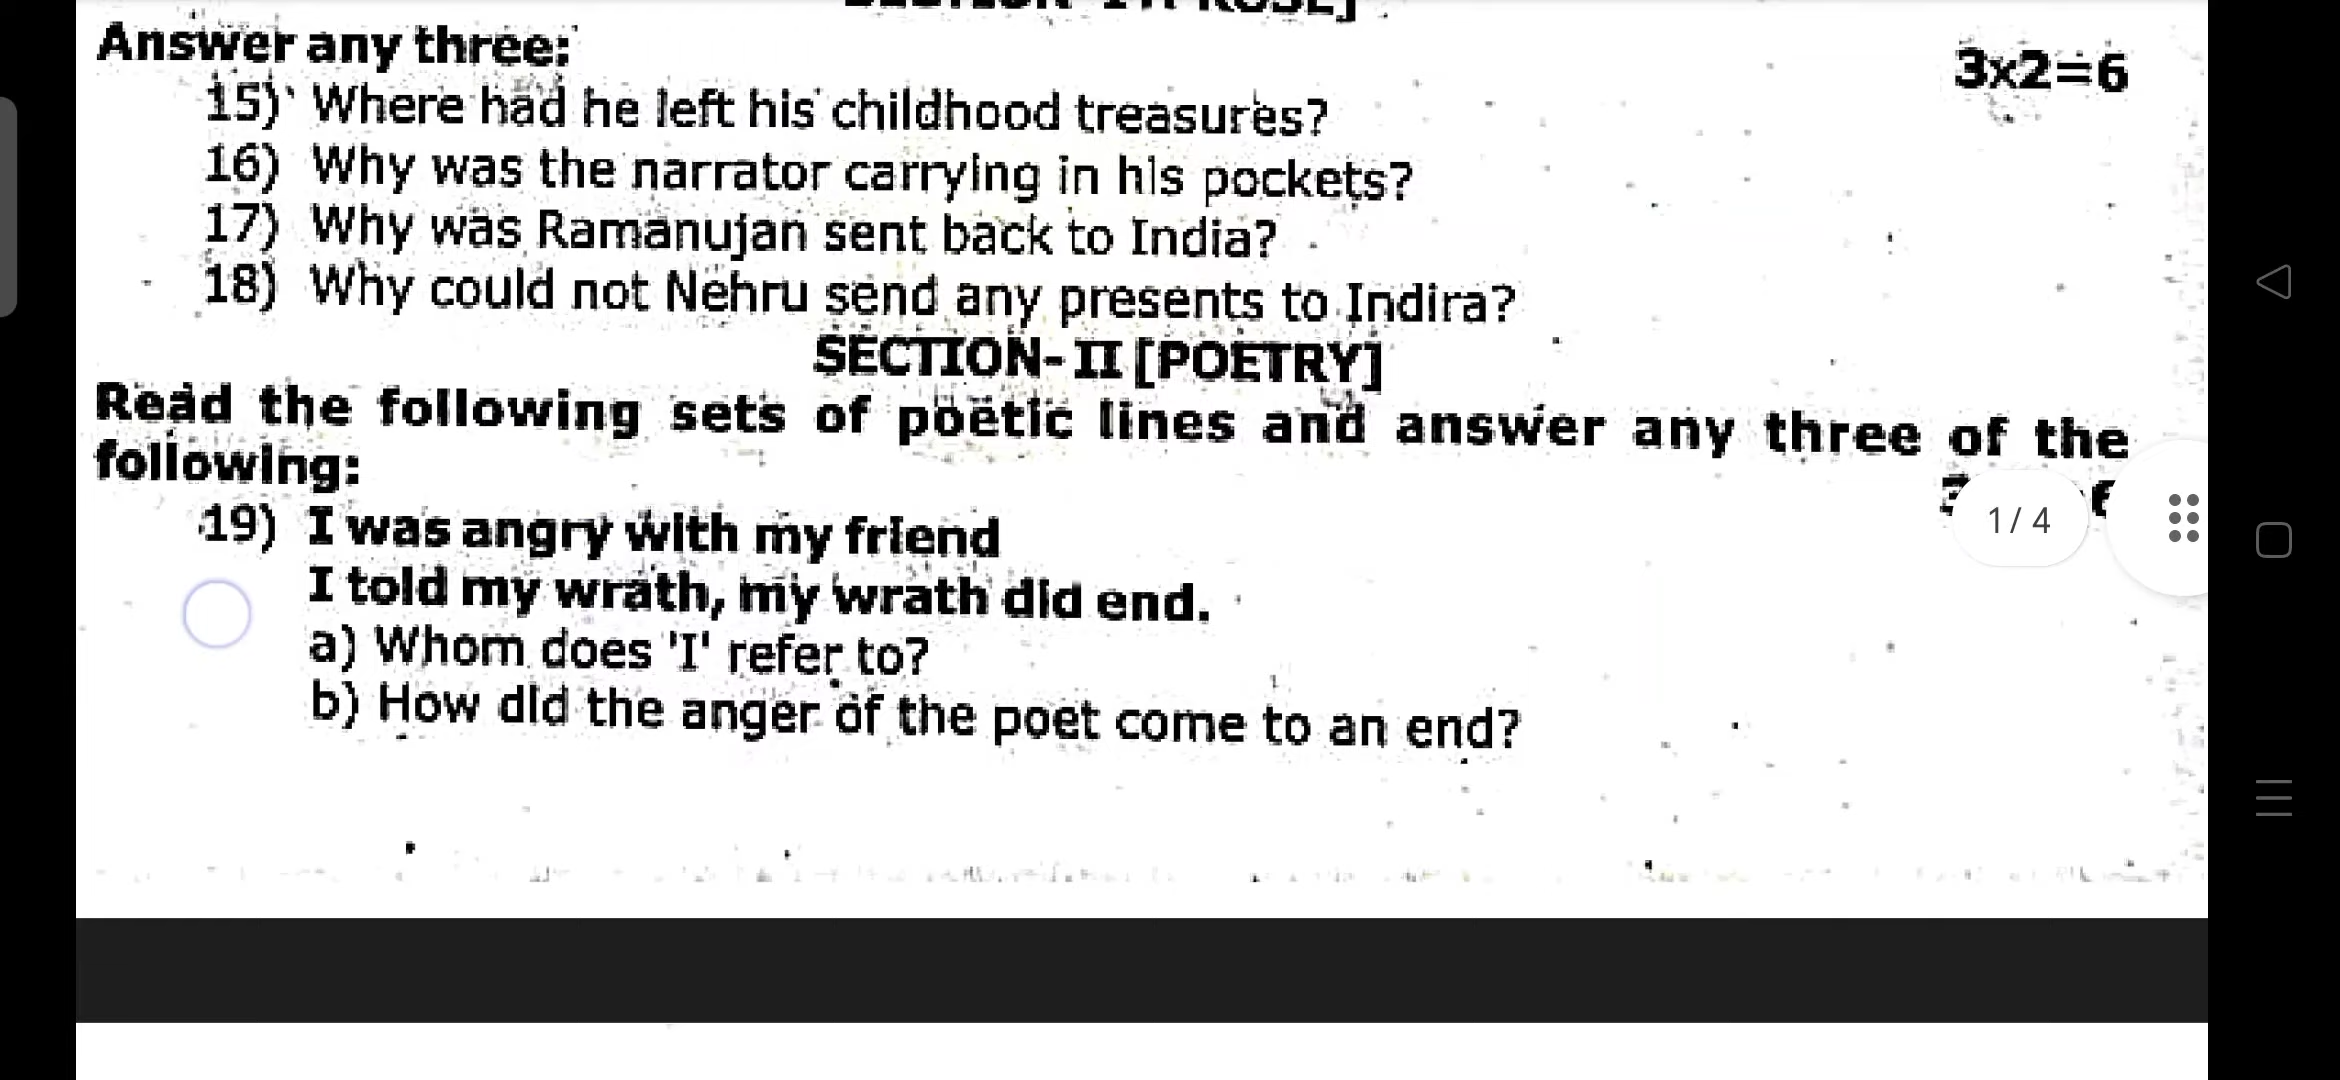 Answer any three:
3x2=6
15) Where had he left his childhood treasures?
16) Why was the narrator carrying in his pockets?
17) Why was Ramanujan sent back to India?
18) Why could not Nehru send any presents to Indira?
SECTION- II [POETRY]
Read the following sets of poetic lines and answer any three of the
following:
19) I was angry with my friend
1/4
I told my wrath, my wrath did end.
a) Whom does 'I' refer to?
b) How did the anger of the poet come to an end?